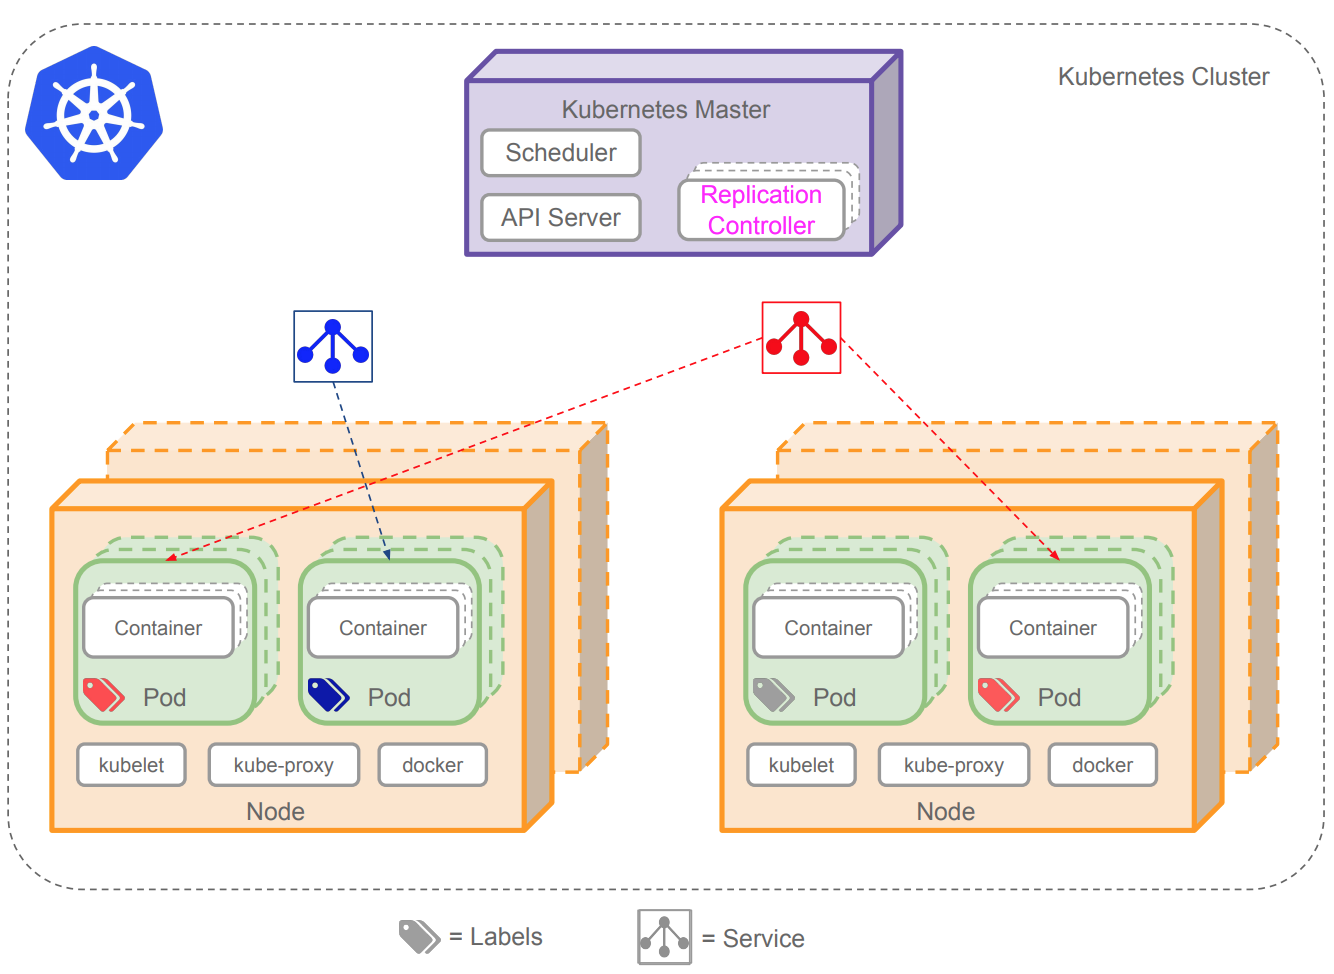 Kubernetes Cluster
Kubernetes Master
Scheduler
API Server
Replication
Controller
Container
Pod
Container
Pod
kubelet
kube-proxy
docker
Node
Container
Pod
Container
Pod
kubelet
kube-proxy
docker
Node
= Labels
= Service